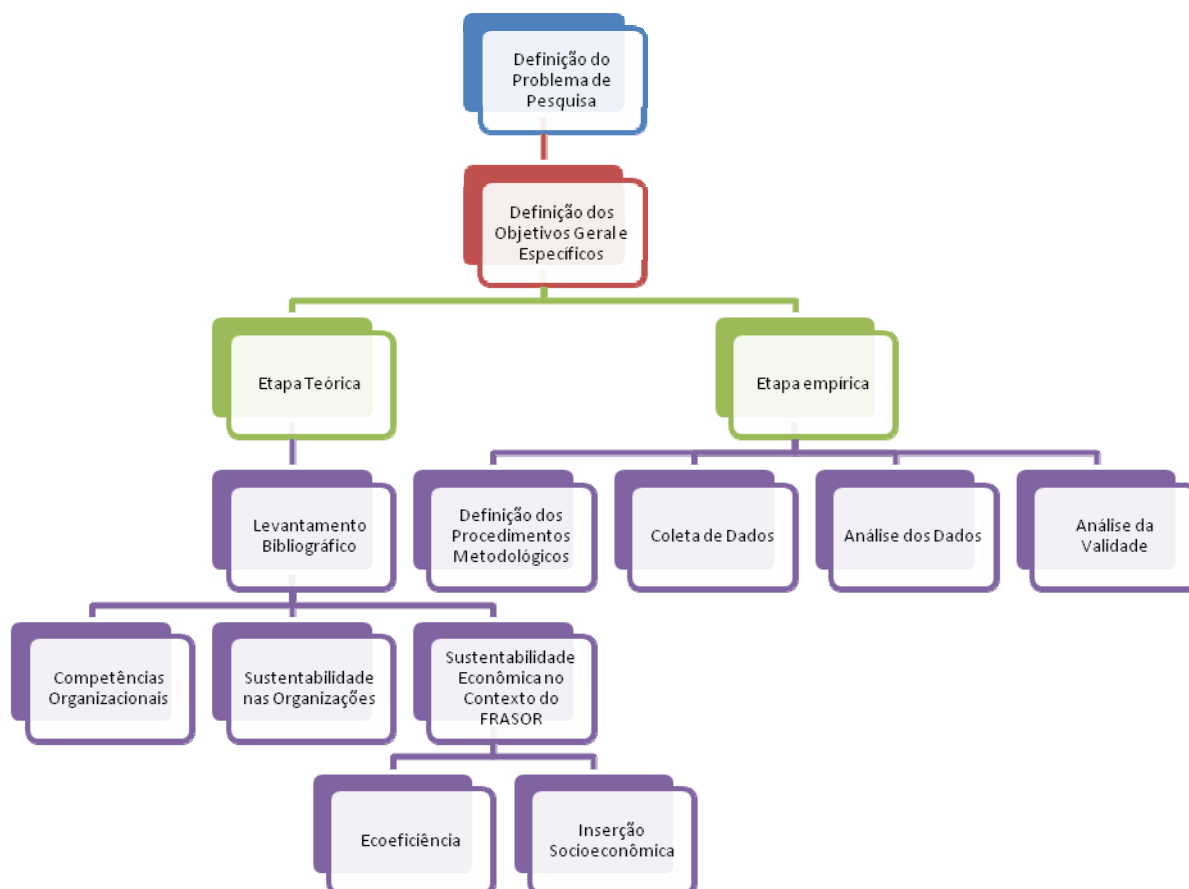 Definição do
Problema de
Pesquisa
Definição dos
Objetivos Geral e
Específicos
Etapa Teórica
Etapa empírica
Levantamento
Bibliográfico
Definição dos
Procedimentos
Metodológicos
Coleta de Dados
Análise dos Dados
Análise da
Validade
Competências
Organizacionais
Sustentabilidade
nas Organizações
Sustentabilidade
Econômica no
Contexto do
FRASOR
Ecoeficiência
Inserção
Socioeconômica